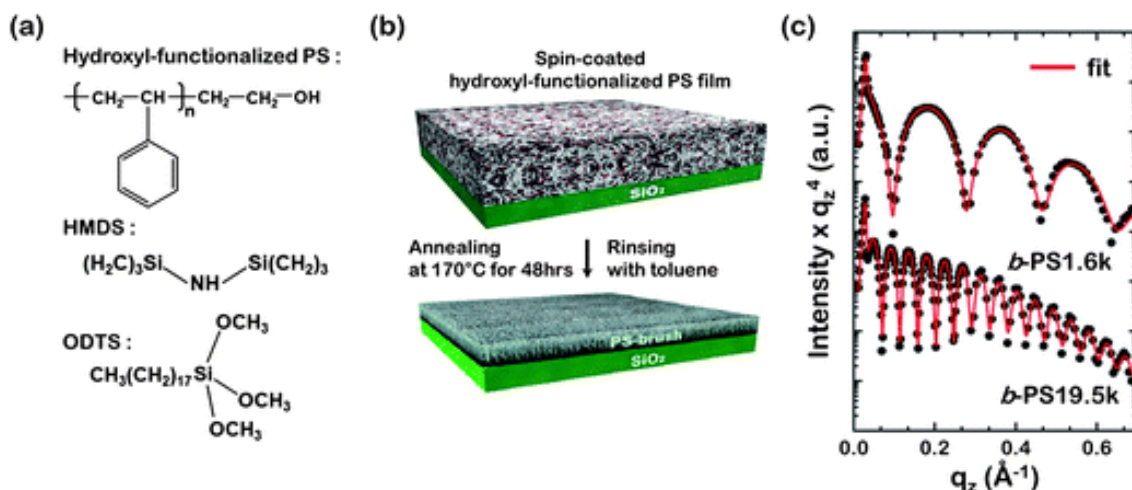 (a)
Hydroxyl-functionalized PS :
( CH₂—CH )n CH₂—CH₂—OH
HMDS :
(H₂C)₃Si NH Si(CH₂)₃
ODTS :
OCH₃
CH₃(CH₂)₁₇Si
OCH₃
OCH₃
(b)
Spin-coated
hydroxyl-functionalized PS film
SiO₂
Annealing
at 170°C for 48hrs
Rinsing
with toluene
PS-brush
SiO₂
(c)
Intensity x qz⁴ (a.u.)
fit
b-PS1.6k
b-PS19.5k
0.0 0.2 0.4 0.6
qz (Å⁻¹)